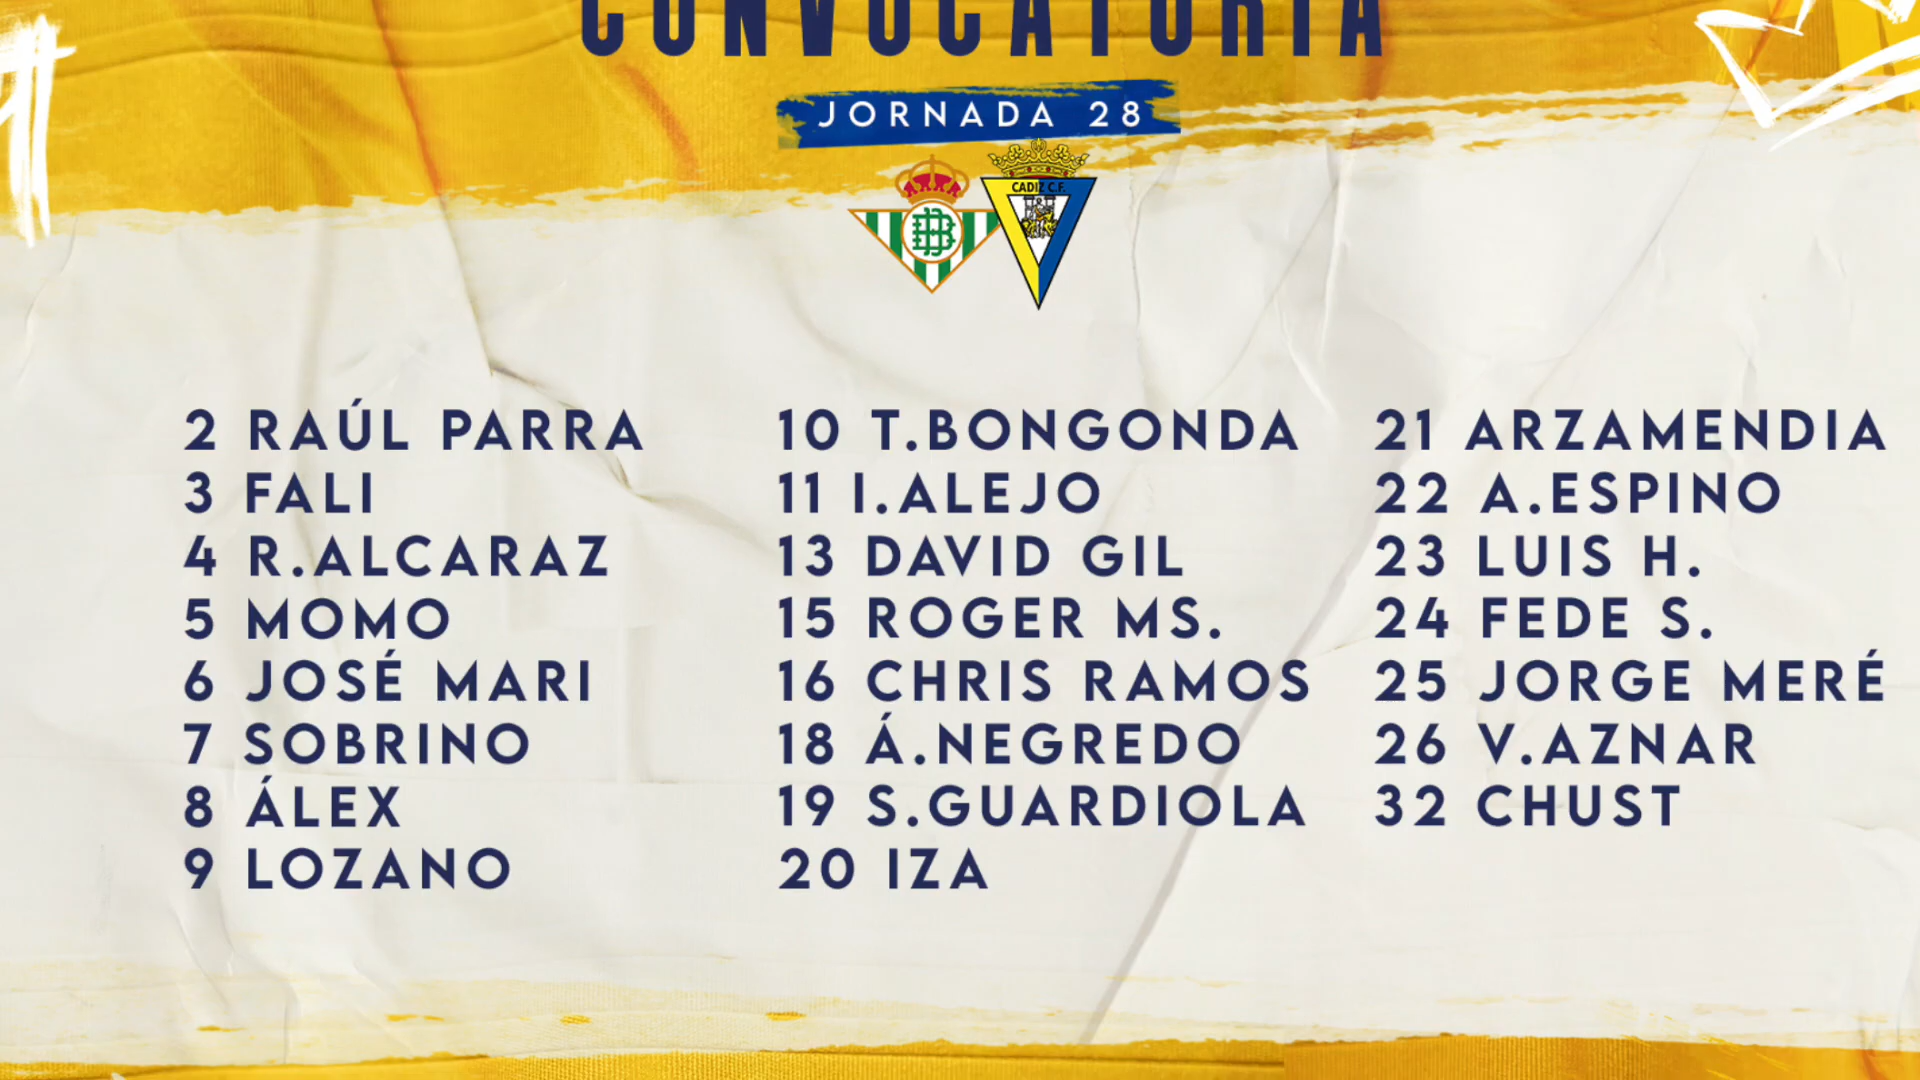 CONVOCATORIA
JORNADA 28
CADIZ C.F.
2 RAÚL PARRA
3 FALI
4 R.ALCARAZ
5 MOMO
6 JOSÉ MARI
7 SOBRINO
8 ÁLEX
9 LOZANO
10 T.BONGONDA
11 I.ALEJO
13 DAVID GIL
15 ROGER MS.
16 CHRIS RAMOS
18 Á.NEGREDO
19 S.GUARDIOLA
20 IZA
21 ARZAMENDIA
22 A.ESPINO
23 LUIS H.
24 FEDE S.
25 JORGE MERÉ
26 V.AZNAR
32 CHUST